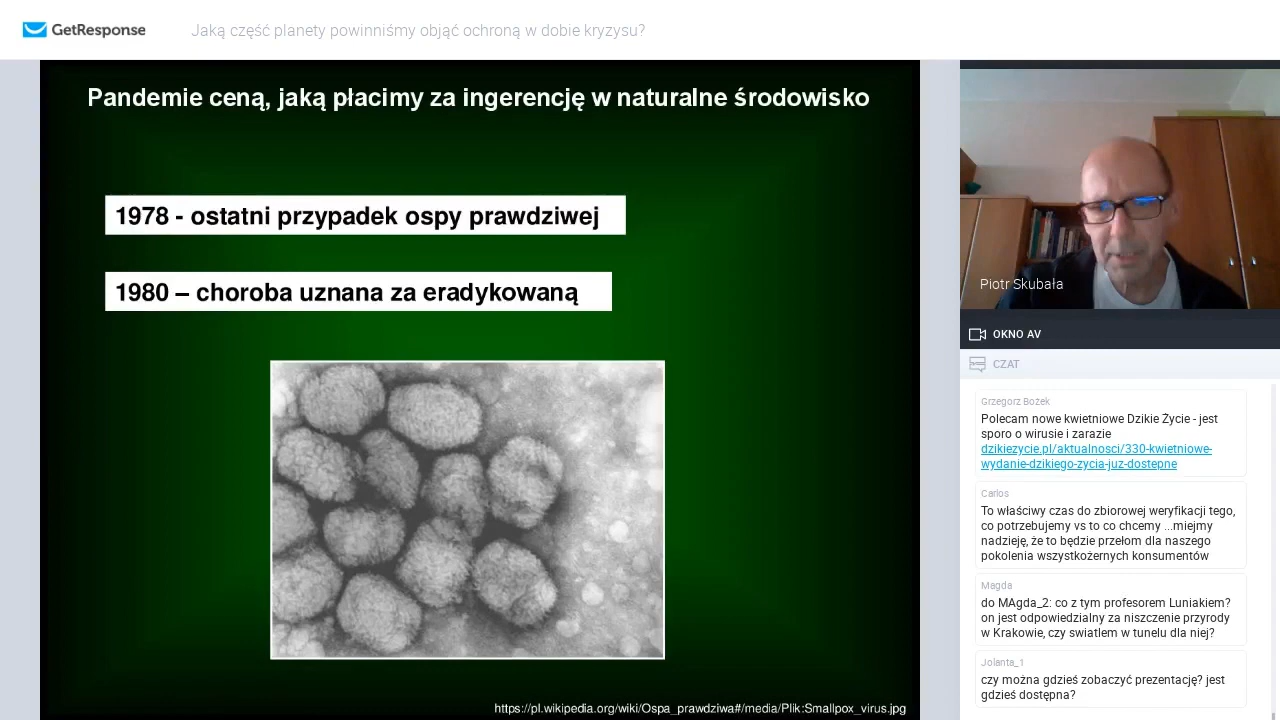 GetResponse
Jaką część planety powinniśmy objąć ochroną w dobie kryzysu?
Pandemie ceną, jaką płacimy za ingerencję w naturalne środowisko
1978 - ostatni przypadek ospy prawdziwej
1980 – choroba uznana za eradykowaną
https://pl.wikipedia.org/wiki/Ospa_prawdziwa#/media/Plik:Smallpox_virus.jpg
Piotr Skubała
OKNO AV
CZAT
Grzegorz Bożek
Polecam nowe kwietniowe Dzikie Życie - jest
sporo o wirusie i zarazie
dzikiezycie.pl/aktualnosci/330-kwietniowe-
wydanie-dzikiego-zycia-juz-dostepne
Carlos
To właściwy czas do zbiorowej weryfikacji tego,
co potrzebujemy vs to co chcemy ...miejmy
nadzieję, że to będzie przełom dla naszego
pokolenia wszystkożernych konsumentów
Magda
do MAgda_2: co z tym profesorem Luniakiem?
on jest odpowiedzialny za niszczenie przyrody
w Krakowie, czy swiatlem w tunelu dla niej?
Jolanta_1
czy można gdzieś zobaczyć prezentację? jest
gdzieś dostępna?